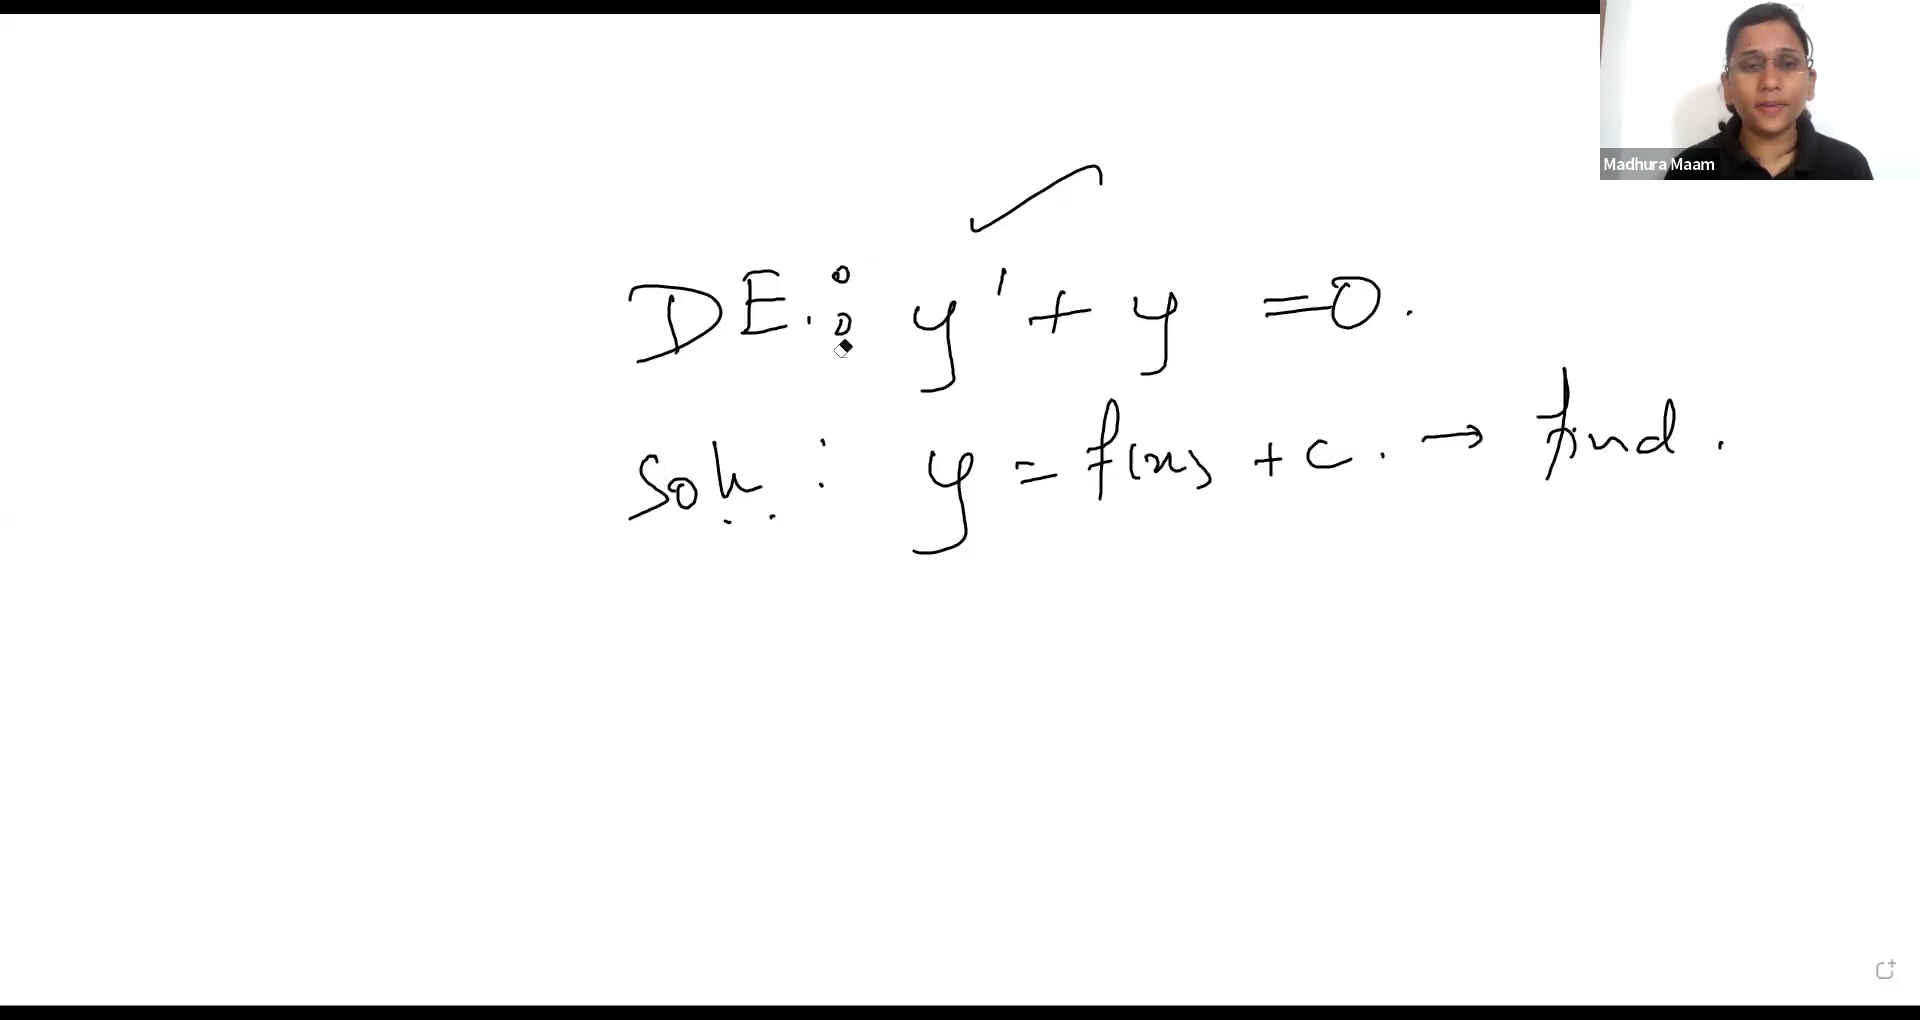 Madhura Maam
DE. : y' + y = 0.
Soln : y = f(x) + c. → find.